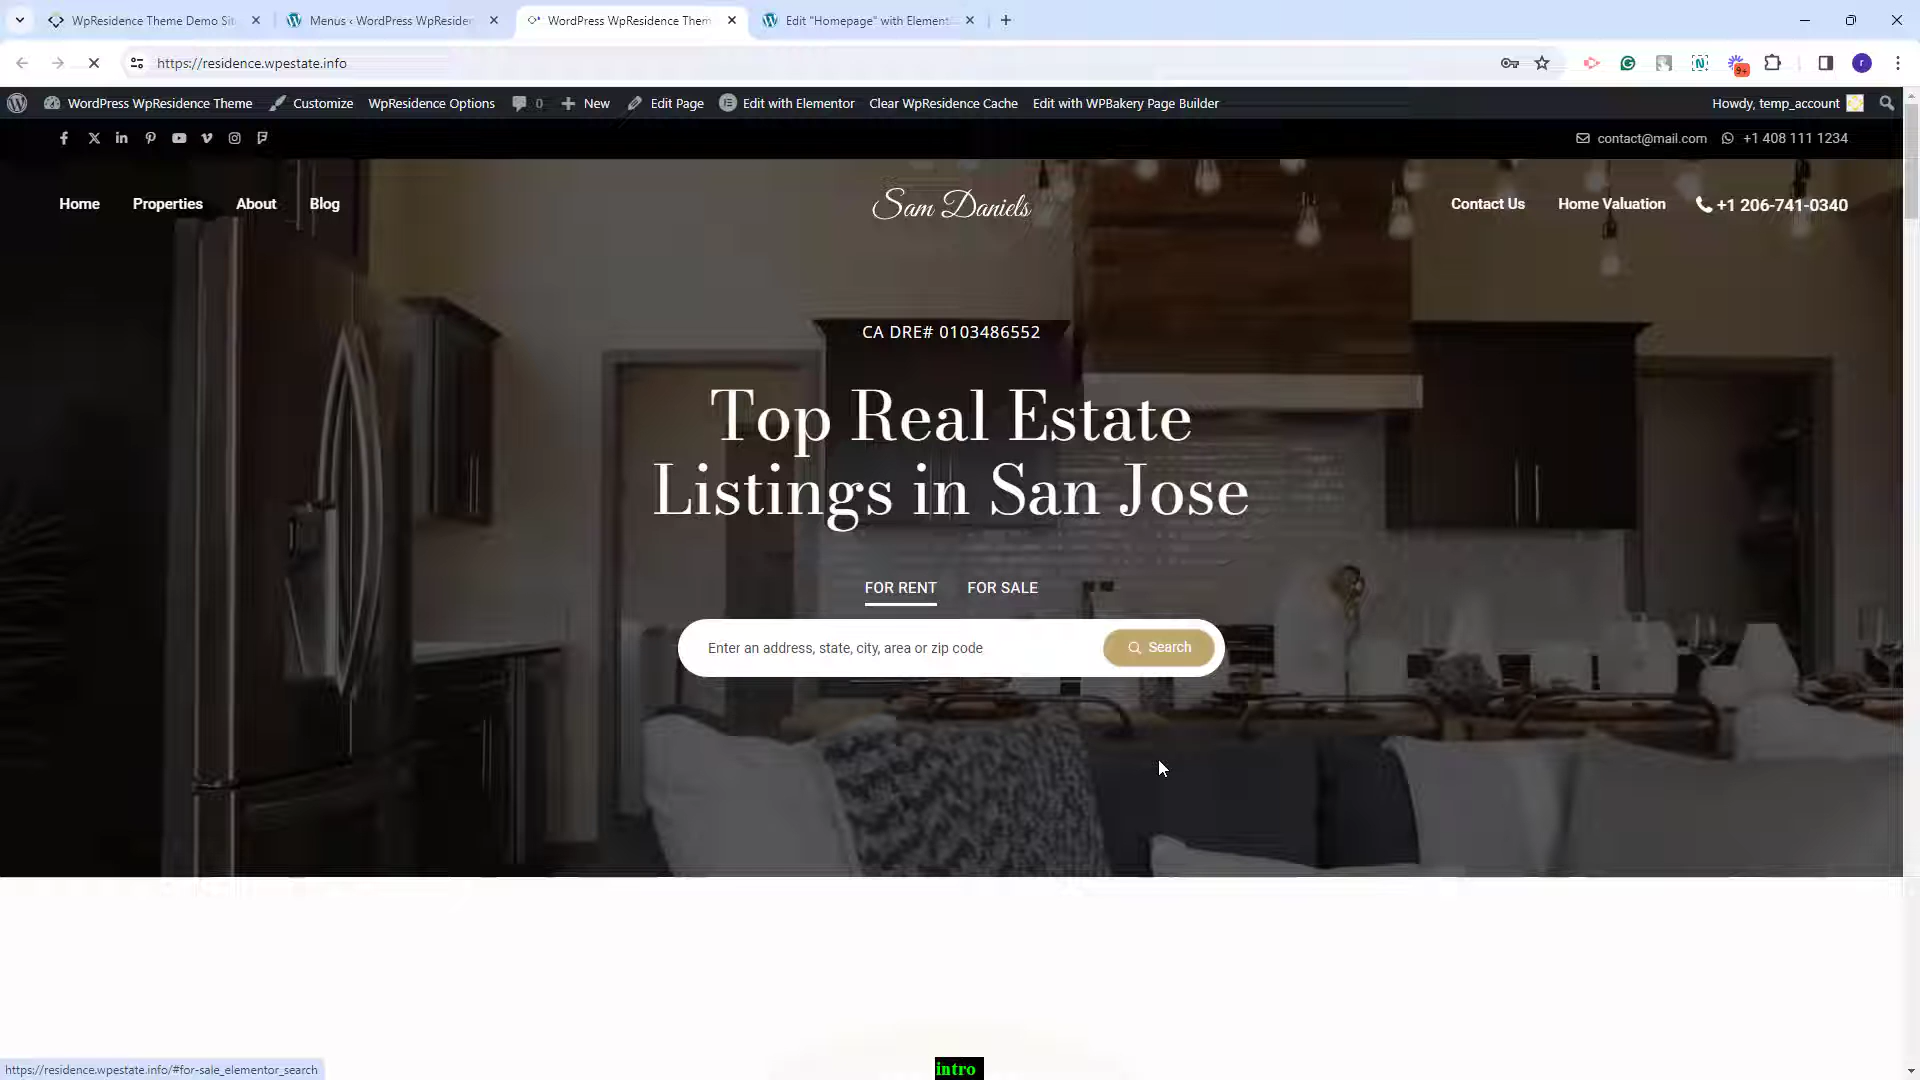 WpResidence Theme Demo Sit
Menus ‹ WordPress WpResiden
WordPress WpResidence Them
Edit "Homepage" with Element
https://residence.wpestate.info
9+
r
WordPress WpResidence Theme
Customize
WpResidence Options
0
New
Edit Page
Edit with Elementor
Clear WpResidence Cache
Edit with WPBakery Page Builder
Howdy, temp_account
contact@mail.com
+1 408 111 1234
Home
Properties
About
Blog
Sam Daniels
Contact Us
Home Valuation
+1 206-741-0340
CA DRE# 0103486552
Top Real Estate
Listings in San Jose
FOR RENT
FOR SALE
Enter an address, state, city, area or zip code
Search
https://residence.wpestate.info/#for-sale_elementor_search
intro